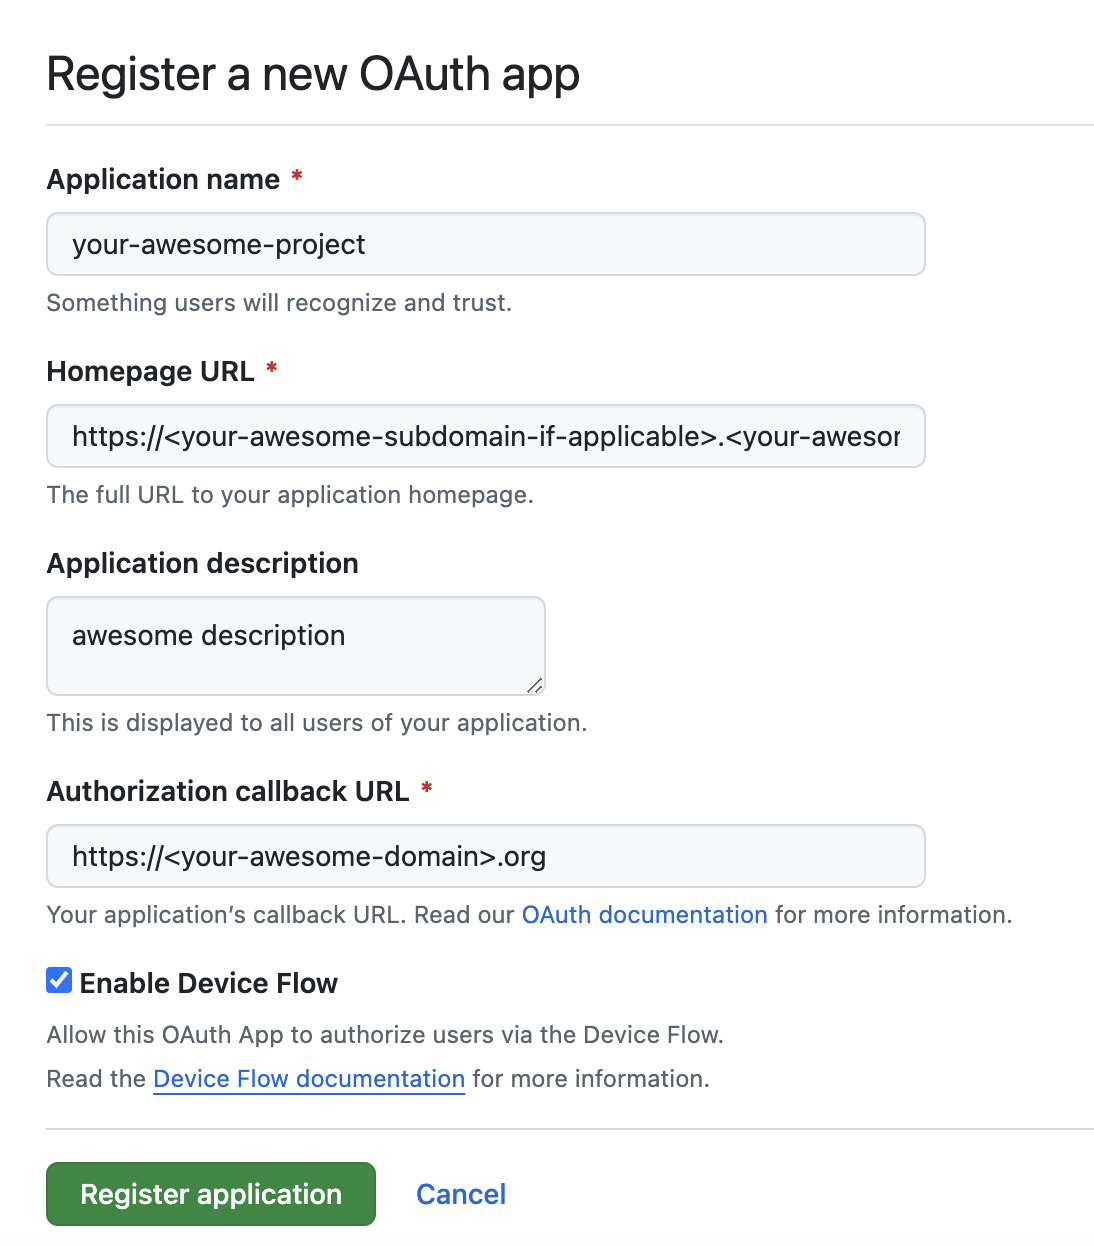 Register a new OAuth app
Application name *
your-awesome-project
Something users will recognize and trust.
Homepage URL *
https://<your-awesome-subdomain-if-applicable>.<your-awesor
The full URL to your application homepage.
Application description
awesome description
This is displayed to all users of your application.
Authorization callback URL *
https://<your-awesome-domain>.org
Your application’s callback URL. Read our OAuth documentation for more information.
Enable Device Flow
Allow this OAuth App to authorize users via the Device Flow.
Read the Device Flow documentation for more information.
Register application Cancel